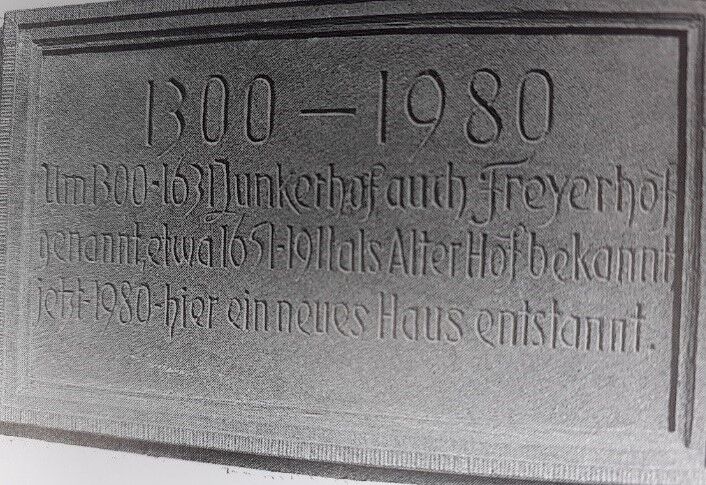 1300 – 1980
Um 1300-1631 Junkerhof auch Freyerhof
genannt, etwa 1651-1911 als Alter Hof bekannt
jetzt-1980-hier ein neues Haus entstannt.